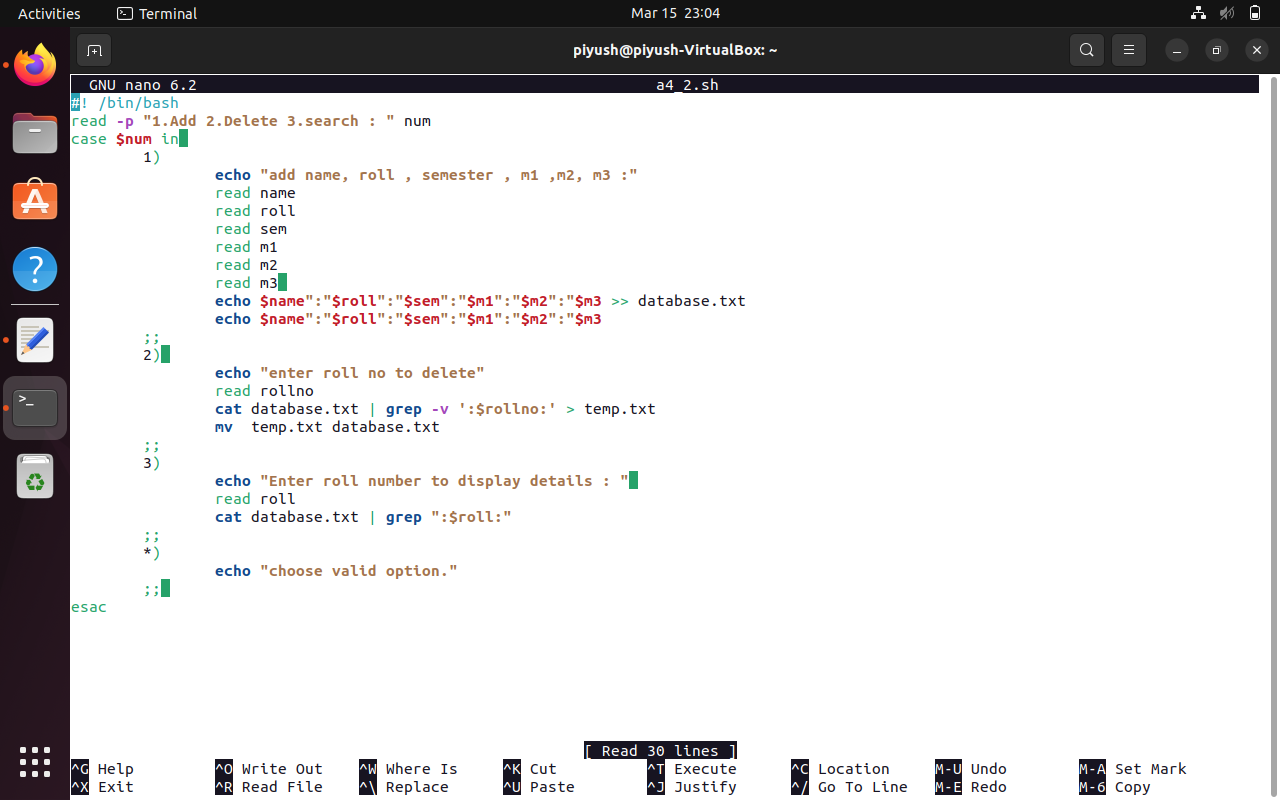 Activities Terminal Mar 15 23:04
piyush@piyush-VirtualBox: ~
GNU nano 6.2 a4_2.sh
#! /bin/bash
read -p "1.Add 2.Delete 3.search : " num
case $num in
1)
echo "add name, roll , semester , m1 ,m2, m3 :"
read name
read roll
read sem
read m1
read m2
read m3
echo $name":"$roll":"$sem":"$m1":"$m2":"$m3 >> database.txt
echo $name":"$roll":"$sem":"$m1":"$m2":"$m3
;;
2)
echo "enter roll no to delete"
read rollno
cat database.txt | grep -v ':$rollno:' > temp.txt
mv  temp.txt database.txt
;;
3)
echo "Enter roll number to display details : "
read roll
cat database.txt | grep ":$roll:"
;;
*)
echo "choose valid option."
;;
esac
[ Read 30 lines ]
^G Help ^O Write Out ^W Where Is ^K Cut ^T Execute ^C Location M-U Undo M-A Set Mark
^X Exit ^R Read File ^\ Replace ^U Paste ^J Justify ^/ Go To Line M-E Redo M-6 Copy